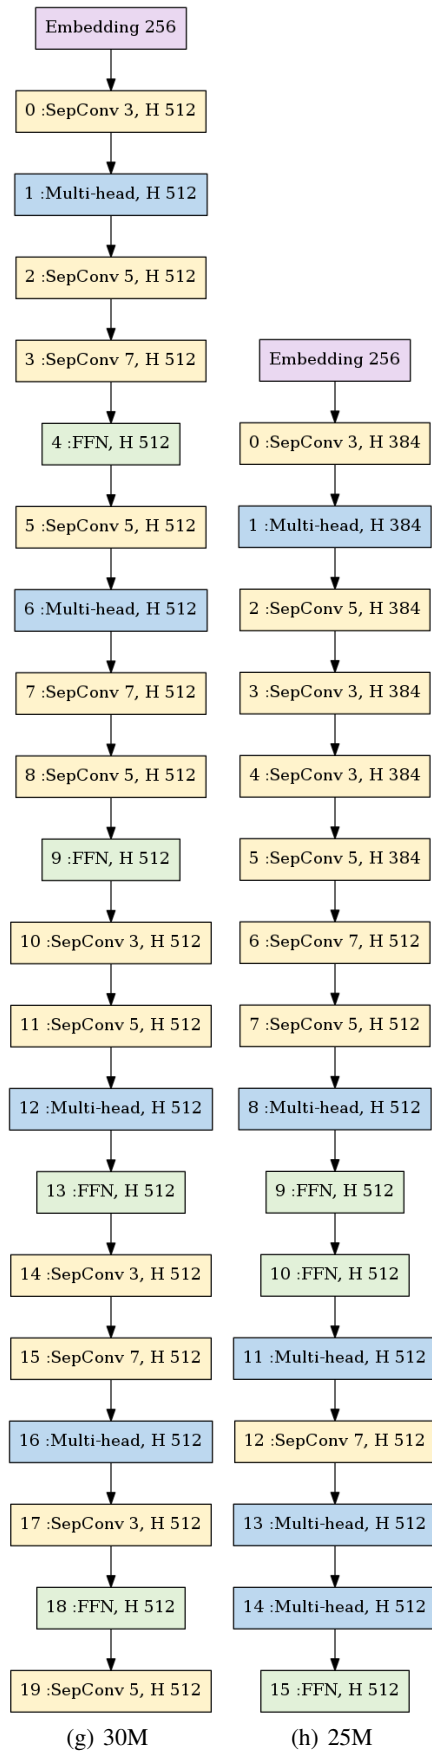 Embedding 256
0 :SepConv 3, H 512
1 :Multi-head, H 512
2 :SepConv 5, H 512
3 :SepConv 7, H 512
4 :FFN, H 512
5 :SepConv 5, H 512
6 :Multi-head, H 512
7 :SepConv 7, H 512
8 :SepConv 5, H 512
9 :FFN, H 512
10 :SepConv 3, H 512
11 :SepConv 5, H 512
12 :Multi-head, H 512
13 :FFN, H 512
14 :SepConv 3, H 512
15 :SepConv 7, H 512
16 :Multi-head, H 512
17 :SepConv 3, H 512
18 :FFN, H 512
19 :SepConv 5, H 512
(g) 30M
Embedding 256
0 :SepConv 3, H 384
1 :Multi-head, H 384
2 :SepConv 5, H 384
3 :SepConv 3, H 384
4 :SepConv 3, H 384
5 :SepConv 5, H 384
6 :SepConv 7, H 512
7 :SepConv 5, H 512
8 :Multi-head, H 512
9 :FFN, H 512
10 :FFN, H 512
11 :Multi-head, H 512
12 :SepConv 7, H 512
13 :Multi-head, H 512
14 :Multi-head, H 512
15 :FFN, H 512
(h) 25M